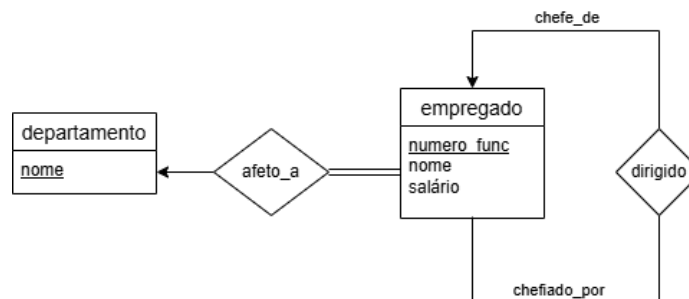 chefe_de
empregado
departamento
numero_func
nome
afeto_a
nome
dirigido
salário
chefiado_por